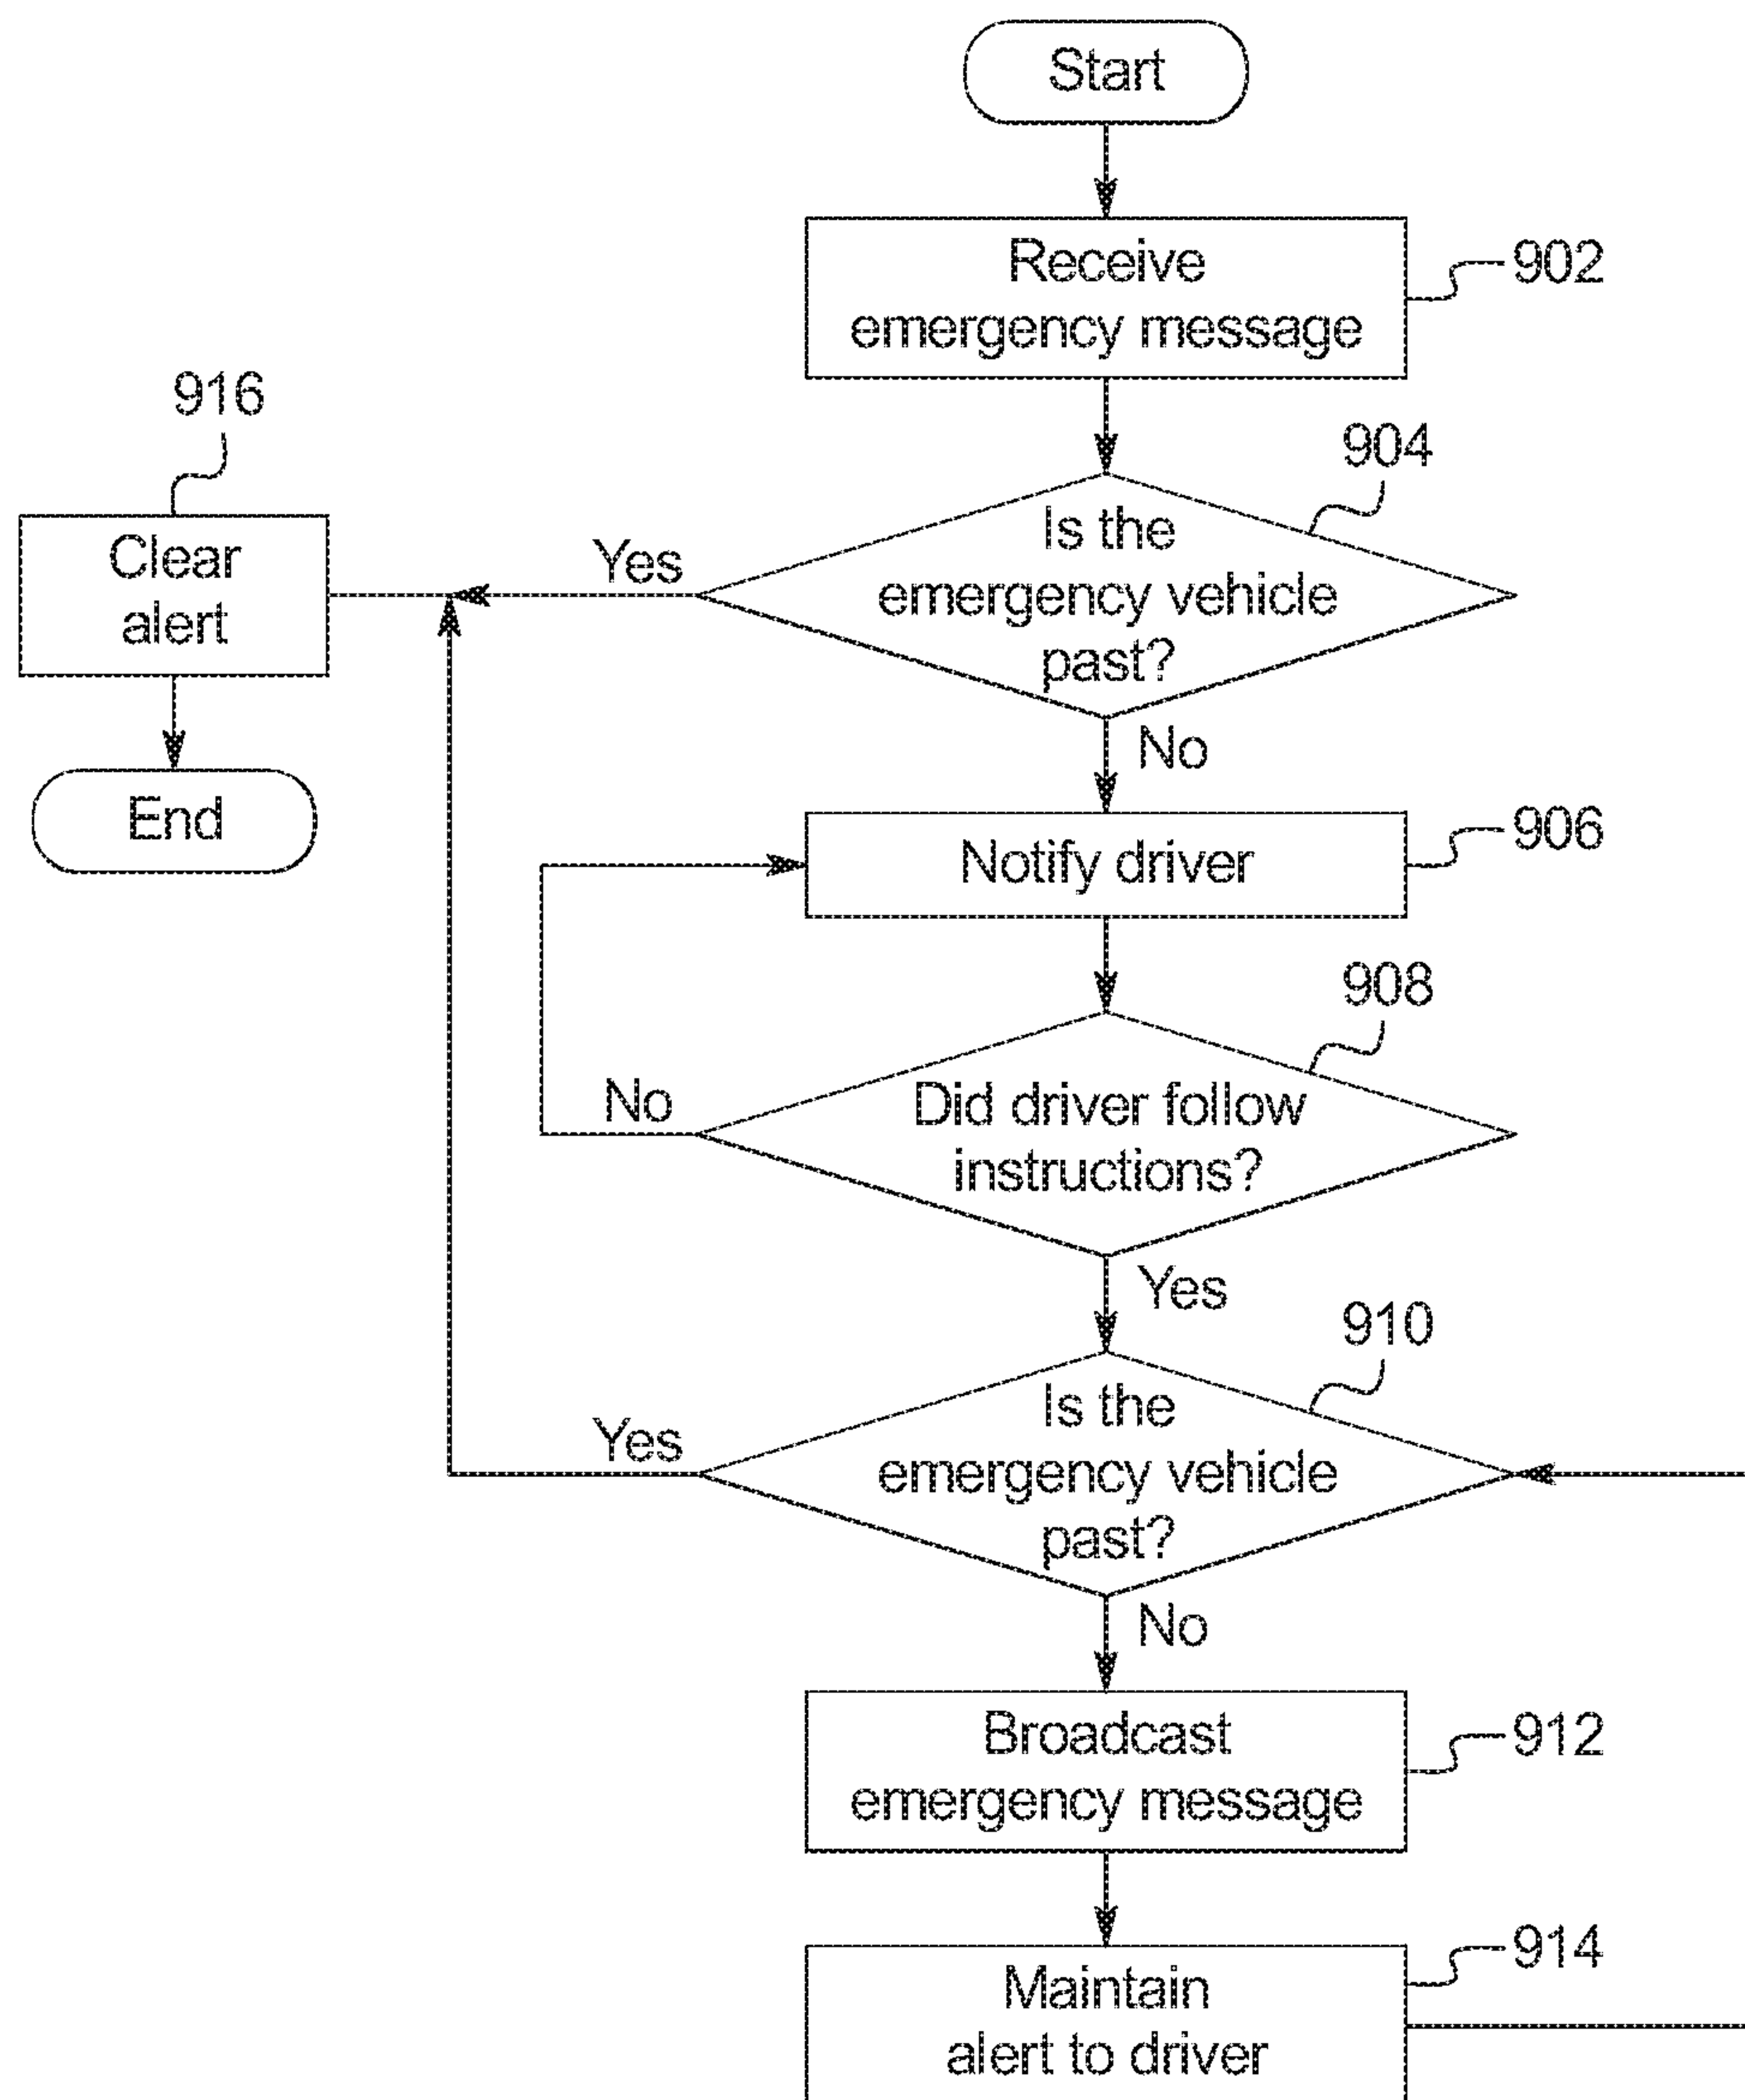 Start
Receive
emergency message
902
916
904
Clear
alert
Yes
Is the
emergency vehicle
past?
No
End
Notify driver
906
908
No
Did driver follow
instructions?
Yes
910
Yes
Is the
emergency vehicle
past?
No
Broadcast
emergency message
912
Maintain
alert to driver
914